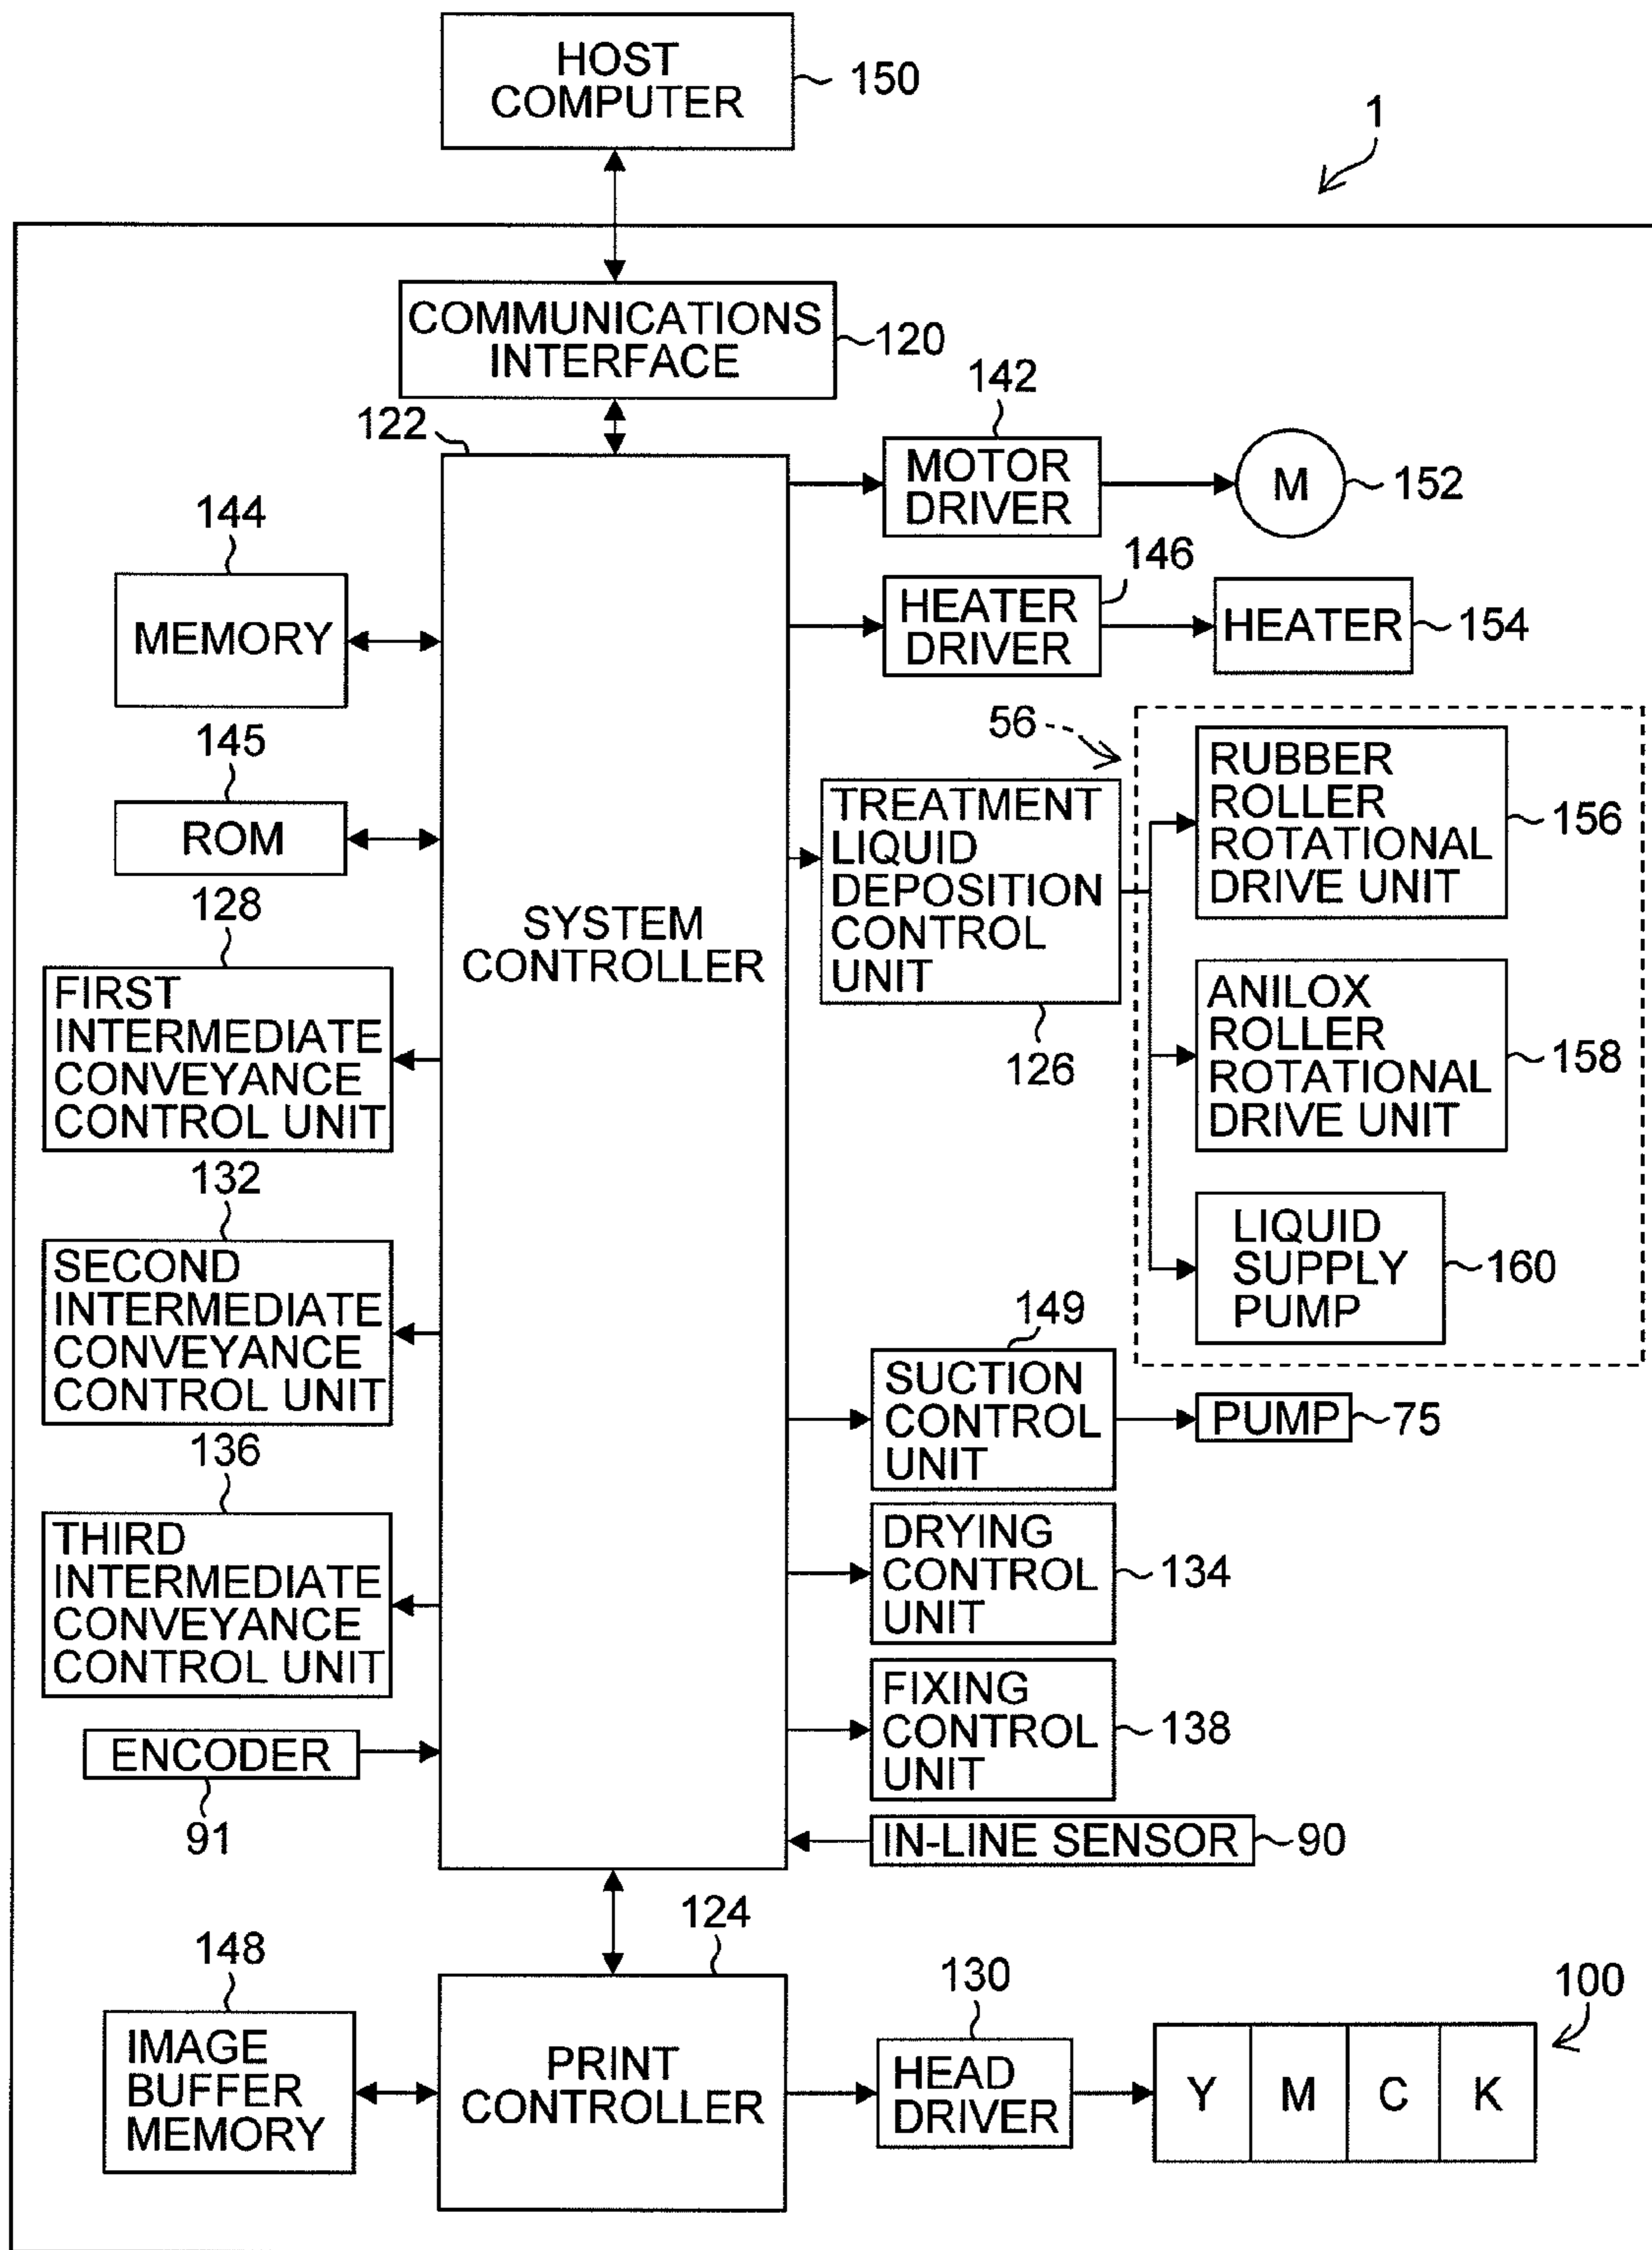 HOST
COMPUTER
150
1
COMMUNICATIONS
INTERFACE
120
142
122
MOTOR
DRIVER
M
152
144
146
MEMORY
HEATER
DRIVER
HEATER
154
145
ROM
56
RUBBER
ROLLER
ROTATIONAL
DRIVE UNIT
156
TREATMENT
LIQUID
DEPOSITION
CONTROL
UNIT
126
SYSTEM
CONTROLLER
128
FIRST
INTERMEDIATE
CONVEYANCE
CONTROL UNIT
ANILOX
ROLLER
ROTATIONAL
DRIVE UNIT
158
132
SECOND
INTERMEDIATE
CONVEYANCE
CONTROL UNIT
LIQUID
SUPPLY
PUMP
160
149
SUCTION
CONTROL
UNIT
PUMP
75
136
THIRD
INTERMEDIATE
CONVEYANCE
CONTROL UNIT
DRYING
CONTROL
UNIT
134
FIXING
CONTROL
UNIT
138
ENCODER
91
IN-LINE SENSOR
90
124
148
IMAGE
BUFFER
MEMORY
PRINT
CONTROLLER
130
HEAD
DRIVER
100
Y M C K